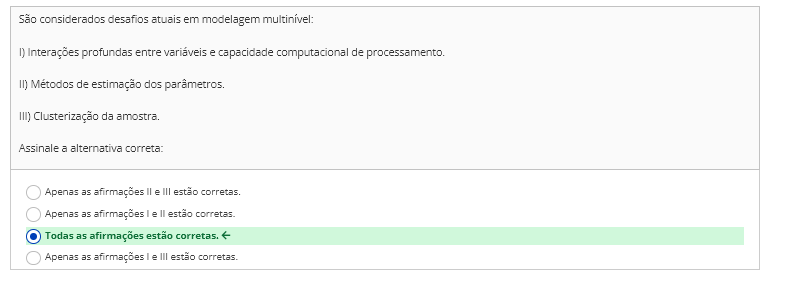 São considerados desafios atuais em modelagem multinível:
I) Interações profundas entre variáveis e capacidade computacional de processamento.
II) Métodos de estimação dos parâmetros.
III) Clusterização da amostra.
Assinale a alternativa correta:
Apenas as afirmações II e III estão corretas.
Apenas as afirmações I e II estão corretas.
Todas as afirmações estão corretas. ←
Apenas as afirmações I e III estão corretas.